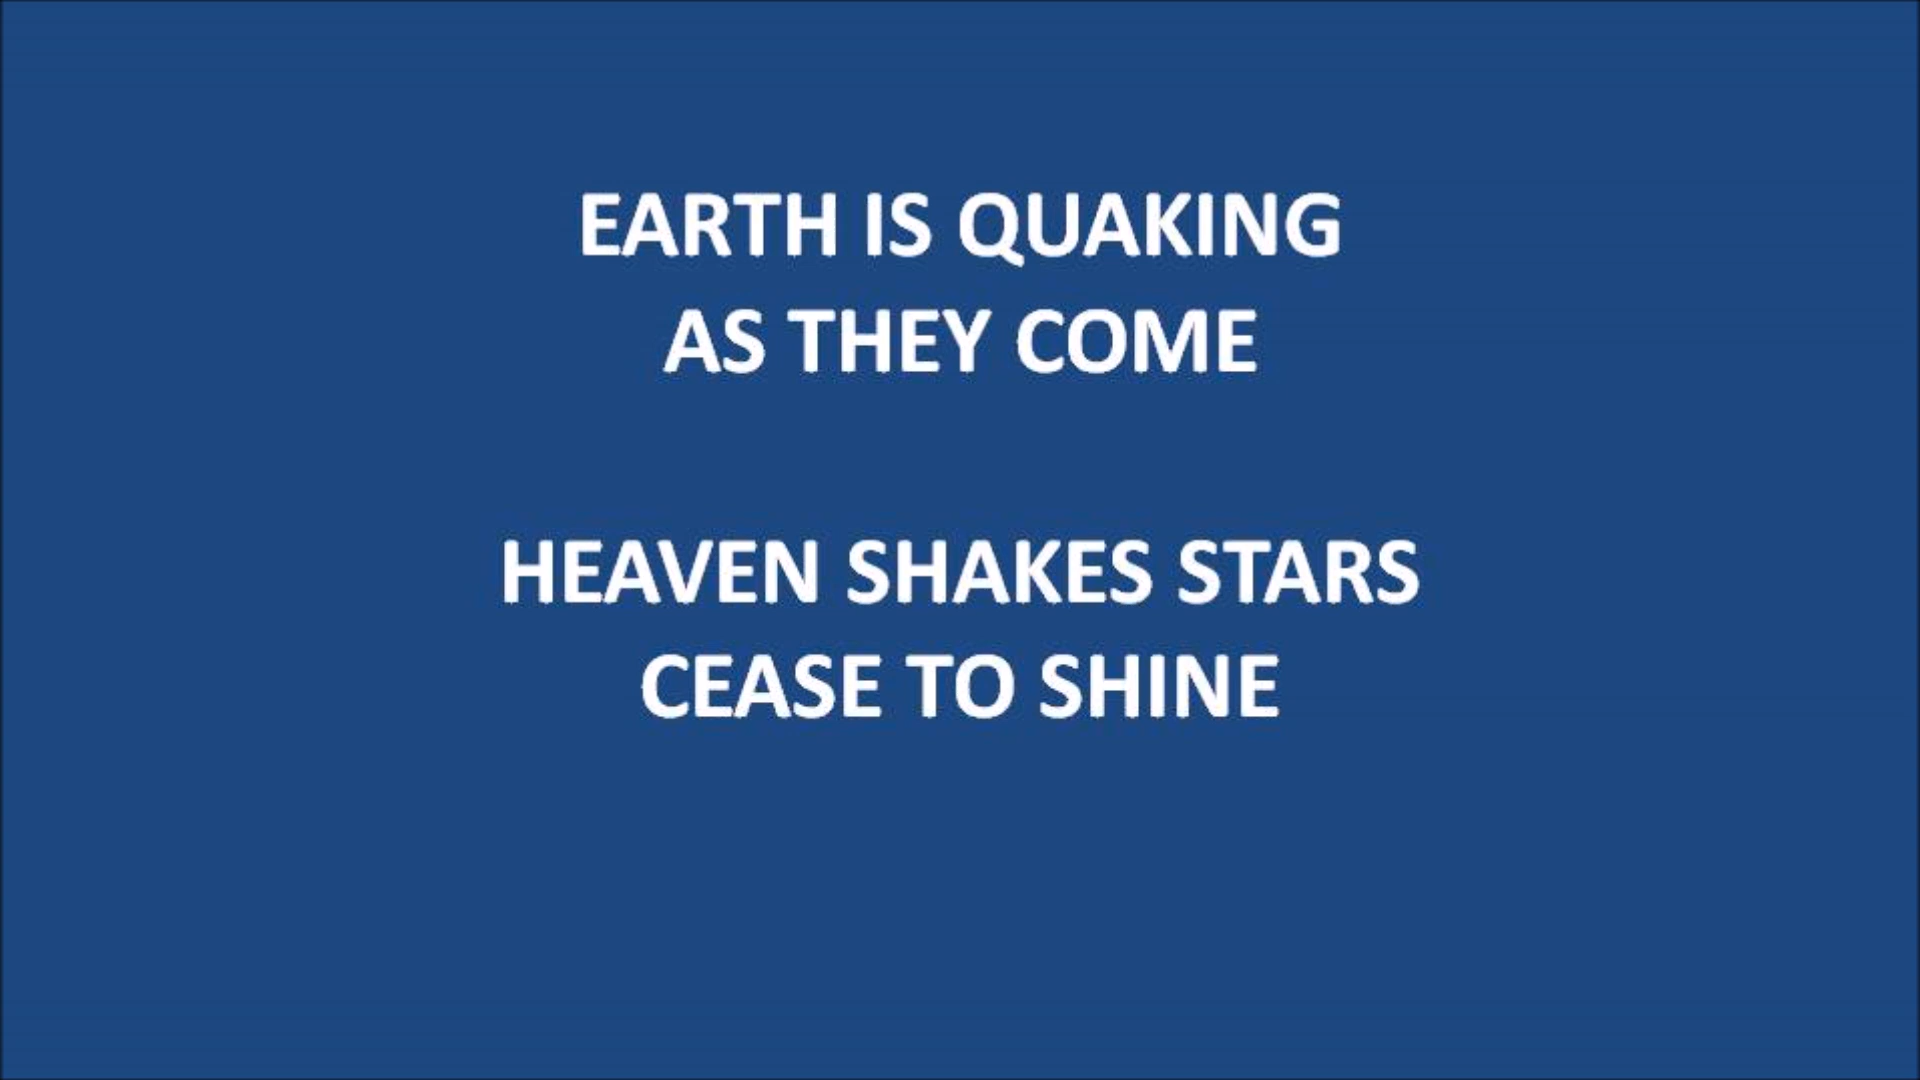 EARTH IS QUAKING
AS THEY COME
HEAVEN SHAKES STARS
CEASE TO SHINE